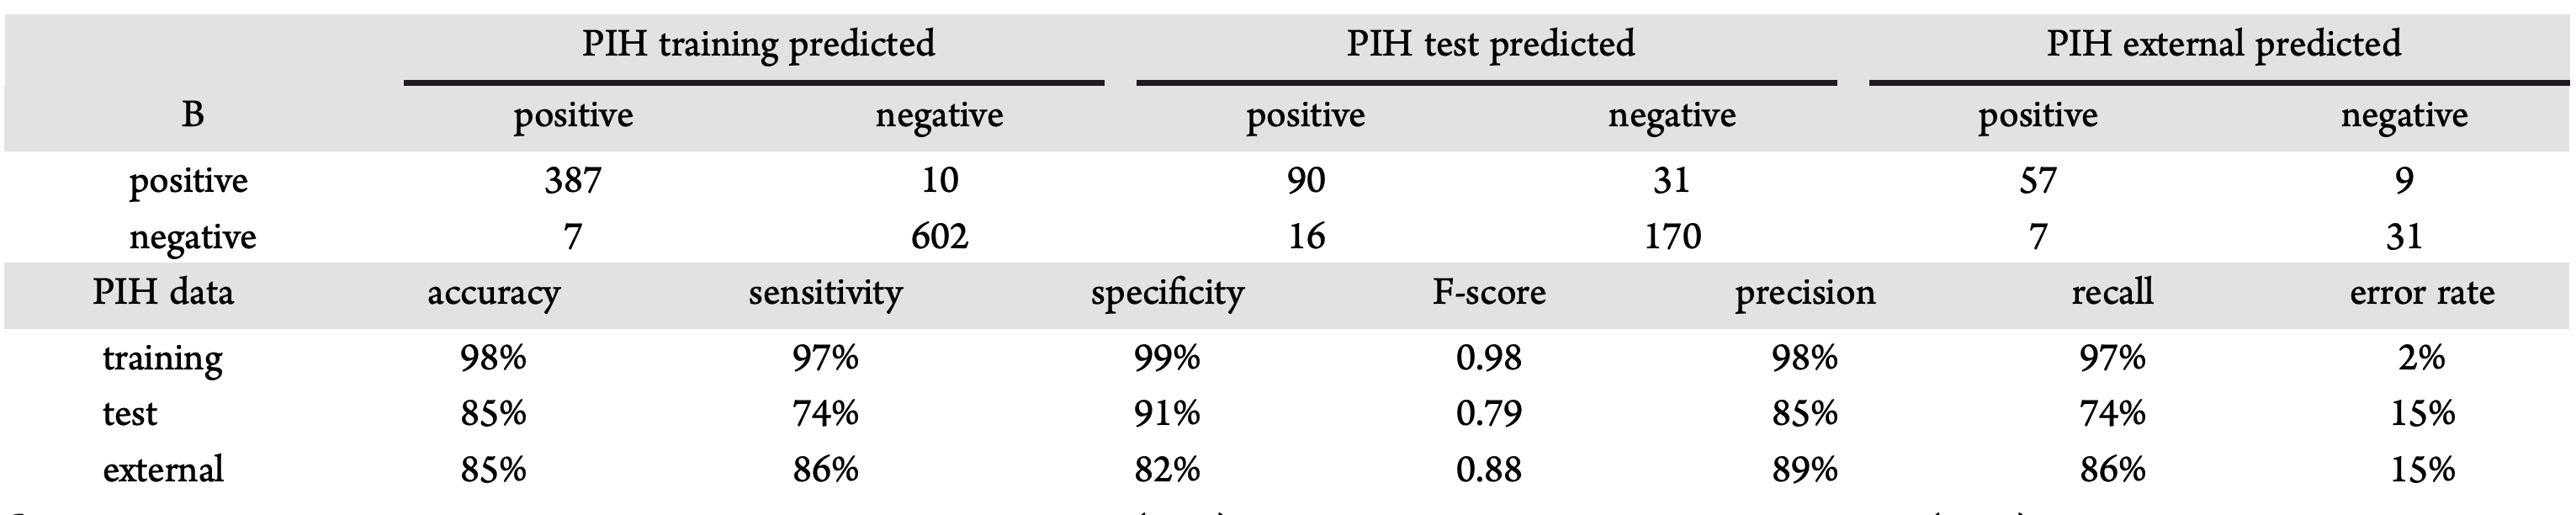 PIH training predicted PIH test predicted PIH external predicted
B positive negative positive negative positive negative
positive 387 10 90 31 57 9
negative 7 602 16 170 7 31
PIH data accuracy sensitivity specificity F-score precision recall error rate
training 98% 97% 99% 0.98 98% 97% 2%
test 85% 74% 91% 0.79 85% 74% 15%
external 85% 86% 82% 0.88 89% 86% 15%